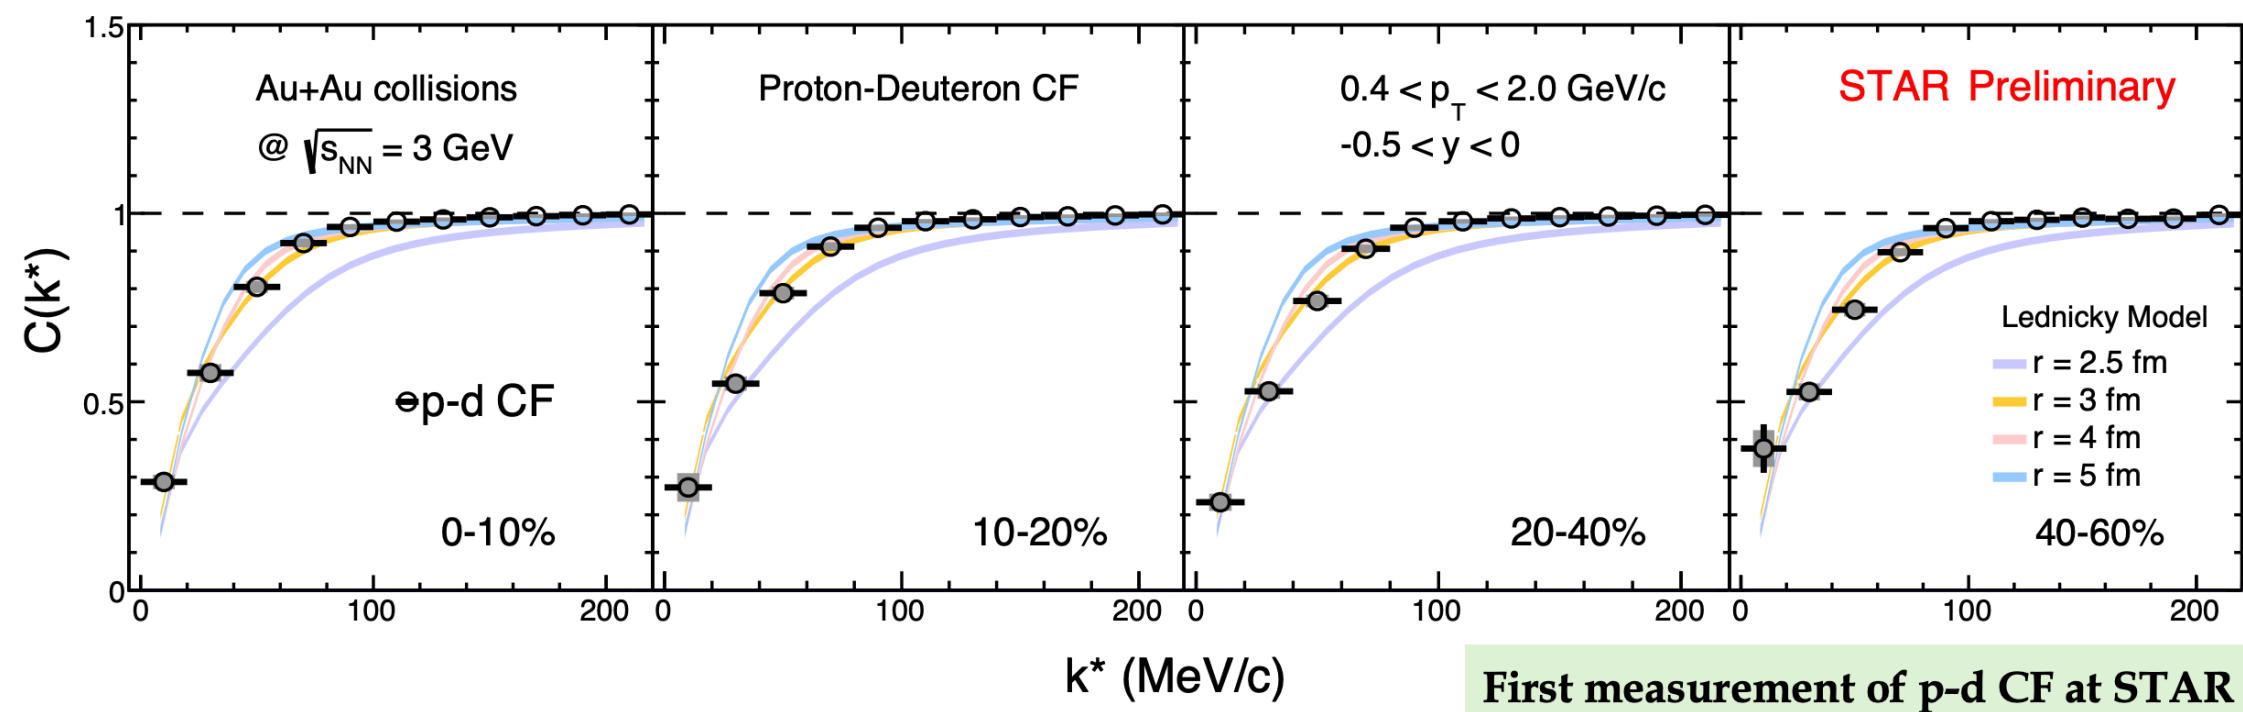 1.5
1
0.5
0
C(k*)
Au+Au collisions
@ √sNN = 3 GeV
p-d CF
0-10%
0 100 200
Proton-Deuteron CF
10-20%
0 100 200
0.4 < pT < 2.0 GeV/c
-0.5 < y < 0
20-40%
0 100 200
STAR Preliminary
Lednicky Model
r = 2.5 fm
r = 3 fm
r = 4 fm
r = 5 fm
40-60%
0 100 200
k* (MeV/c)
First measurement of p-d CF at STAR